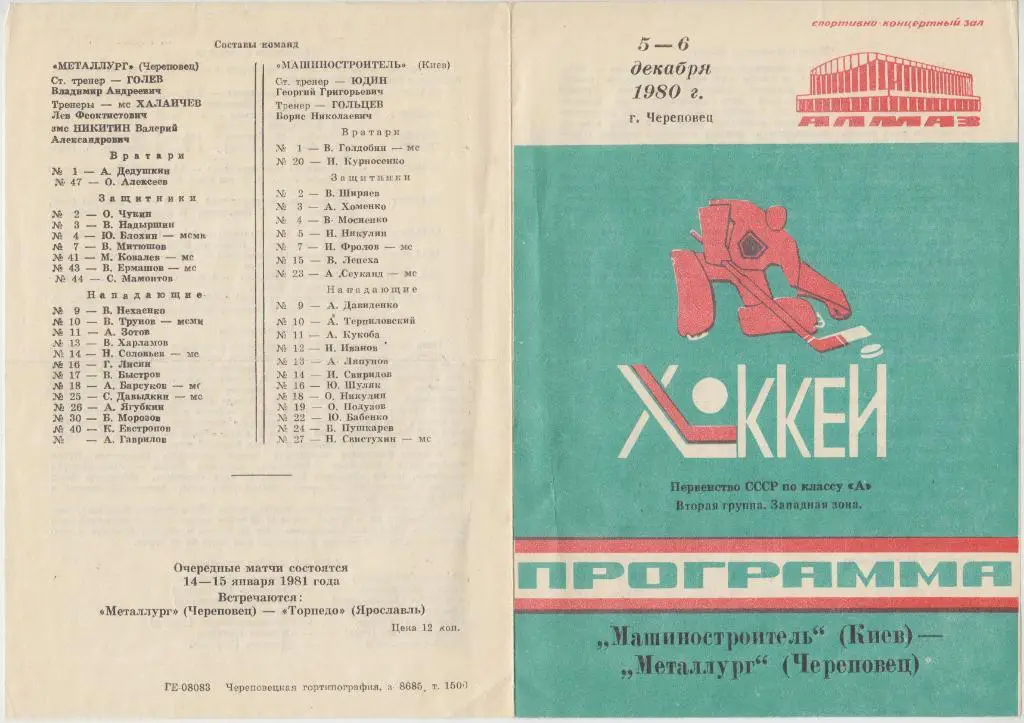 Составы команд
«МЕТАЛЛУРГ» (Череповец)
Ст. тренер — ГОЛЕВ
Владимир Андреевич
Тренеры — мс ХАЛАИЧЕВ
Лев Феоктистович
змс НИКИТИН Валерий
Александрович
Вратари
№ 1 — А. Дедушкин
№ 47 — О. Алексеев
Защитники
№ 2 — О. Чукин
№ 3 — В. Надыршин
№ 4 — Ю. Блохин — мсмк
№ 7 — В. Митюшов
№ 41 — М. Ковалев — мс
№ 43 — В. Ермашов — мс
№ 44 — С. Мамонтов
Нападающие
№ 9 — В. Нехаенко
№ 10 — В. Трунов — мсмк
№ 11 — А. Зотов
№ 13 — В. Харламов
№ 14 — Н. Соловьев — мс
№ 16 — Г. Лисин
№ 17 — В. Быстров
№ 18 — А. Барсуков — мс
№ 25 — С. Давыдкин — мс
№ 26 — А. Ягубкин
№ 30 — Б. Морозов
№ 40 — К. Евстропов
№ — А. Гаврилов
«МАШИНОСТРОИТЕЛЬ» (Киев)
Ст. тренер — ЮДИН
Георгий Григорьевич
Тренер — ГОЛЬЦЕВ
Борис Николаевич
Вратари
№ 1 — В. Голдобин — мс
№ 20 — И. Курносенко
Защитники
№ 2 — В. Ширяев
№ 3 — А. Хоменко
№ 4 — В. Мосиенко
№ 5 — Н. Никулин
№ 7 — И. Фролов — мс
№ 15 — В. Лепеха
№ 23 — А .Сеуканд — мс
Нападающие
№ 9 — А. Давиленко
№ 10 — А. Терпиловский
№ 11 — А. Кукоба
№ 12 — И. Иванов
№ 13 — А. Ляпунов
№ 14 — И. Свиридов
№ 16 — Ю. Шуляк
№ 18 — О. Никулин
№ 19 — О. Подузов
№ 22 — Ю. Бабенко
№ 24 — Б. Пушкарев
№ 27 — Н. Свистухин — мс
Очередные матчи состоятся
14—15 января 1981 года
Встречаются:
«Металлург» (Череповец) — «Торпедо» (Ярославль)
Цена 12 коп.
ГЕ-08083 Череповецкая гортипография, з 8685, т. 1500
спортивно-концертный зал
АЛМАЗ
5—6
декабря
1980 г.
г. Череповец
ХОККЕЙ
Первенство СССР по классу «А»
Вторая группа. Западная зона.
ПРОГРАММА
„Машиностроитель“ (Киев) —
„Металлург“ (Череповец)